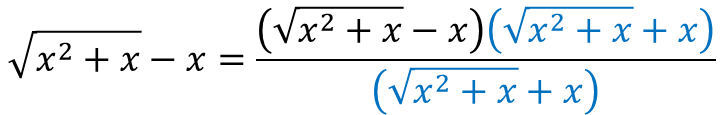 √(x² + x) − x = (√(x² + x) − x)(√(x² + x) + x) / (√(x² + x) + x)